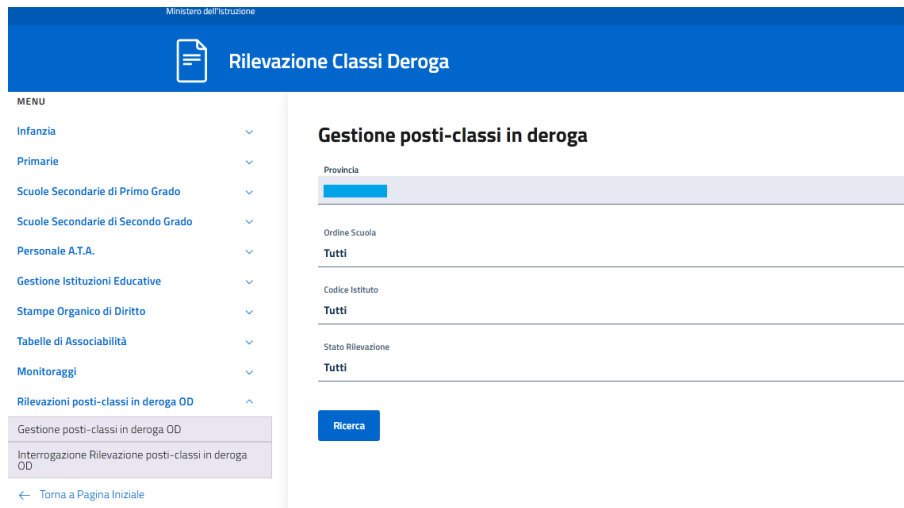 Ministero dell'Istruzione
Rilevazione Classi Deroga
MENU
Infanzia
Primarie
Scuole Secondarie di Primo Grado
Scuole Secondarie di Secondo Grado
Personale A.T.A.
Gestione Istituzioni Educative
Stampe Organico di Diritto
Tabelle di Associabilità
Monitoraggi
Rilevazioni posti-classi in deroga OD
Gestione posti-classi in deroga OD
Interrogazione Rilevazione posti-classi in deroga
OD
Torna a Pagina Iniziale
Gestione posti-classi in deroga
Provincia
Ordine Scuola
Tutti
Codice Istituto
Tutti
Stato Rilevazione
Tutti
Ricerca